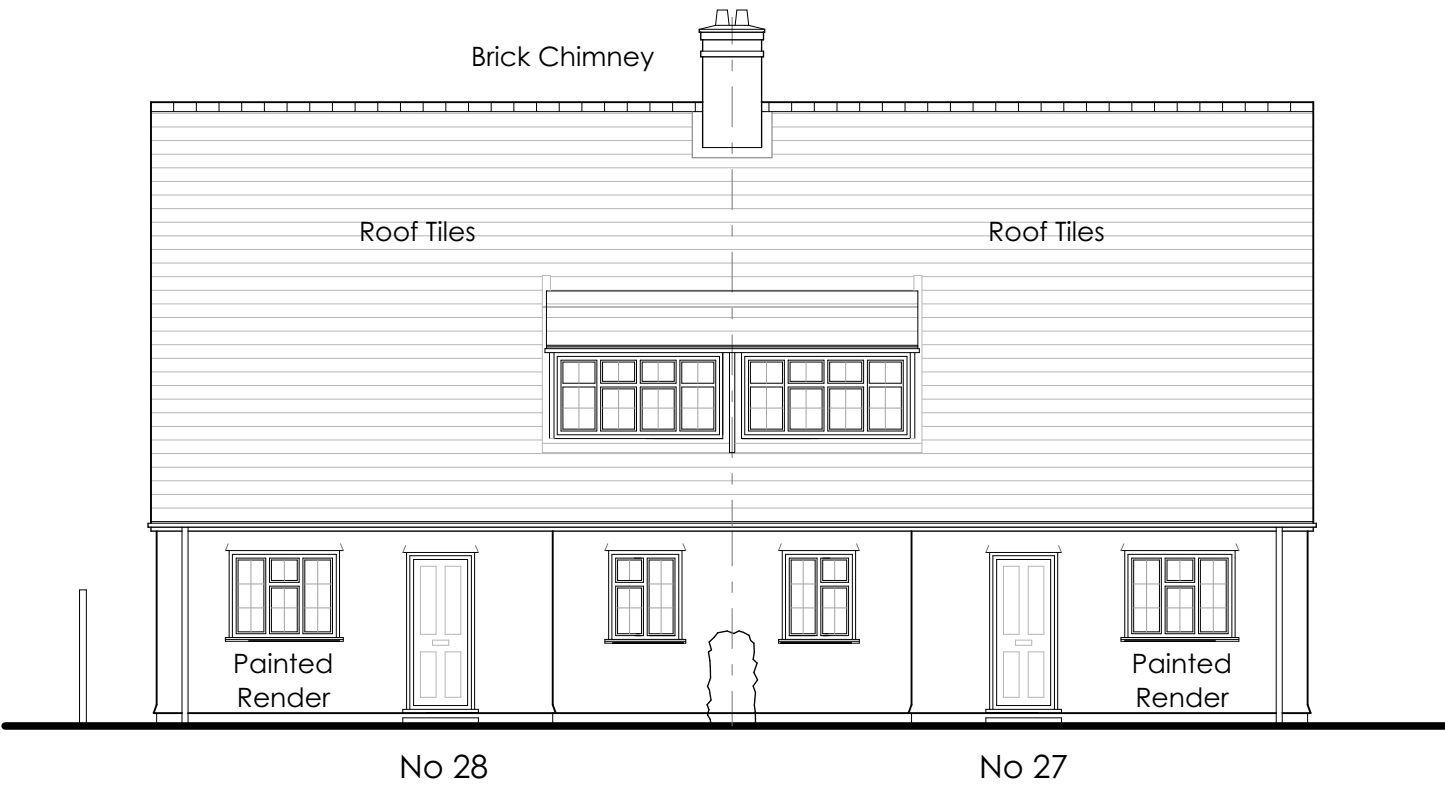 Brick Chimney
Roof Tiles
Roof Tiles
Painted
Render
Painted
Render
No 28
No 27